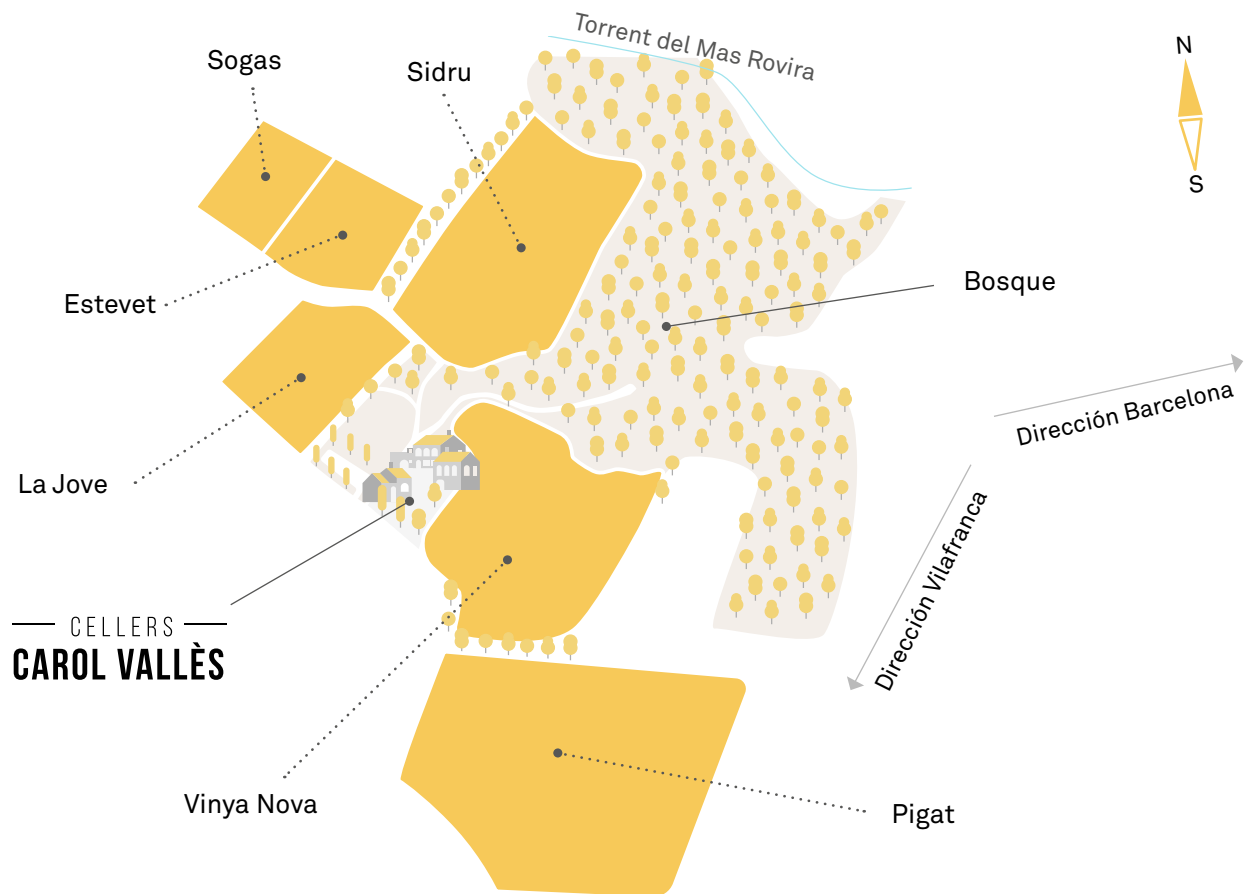 Torrent del Mas Rovira
N
S
Sogas
Sidru
Estevet
Bosque
Dirección Barcelona
La Jove
Dirección Vilafranca
CELLERS
CAROL VALLÈS
Vinya Nova
Pigat